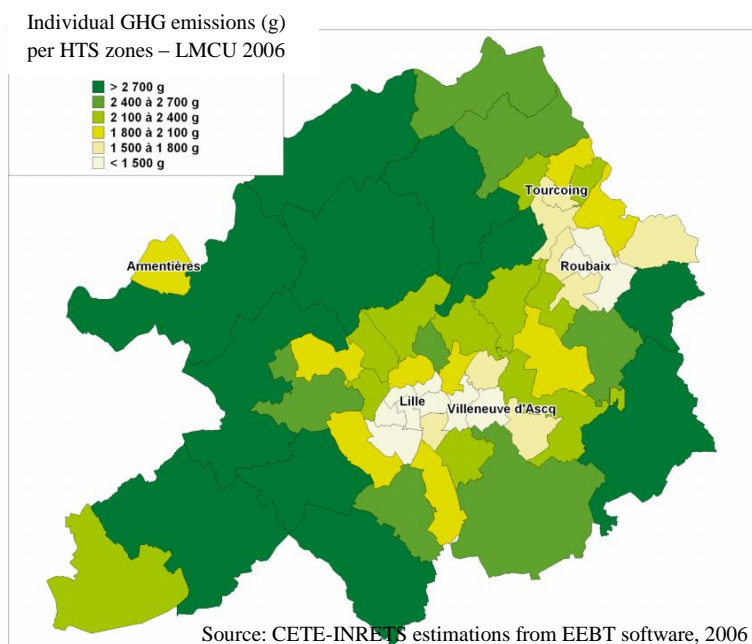 Individual GHG emissions (g)
per HTS zones – LMCU 2006
> 2 700 g
2 400 à 2 700 g
2 100 à 2 400 g
1 800 à 2 100 g
1 500 à 1 800 g
< 1 500 g
Tourcoing
Armentières
Roubaix
Lille
Villeneuve d'Ascq
Source: CETE-INRETS estimations from EEBT software, 2006